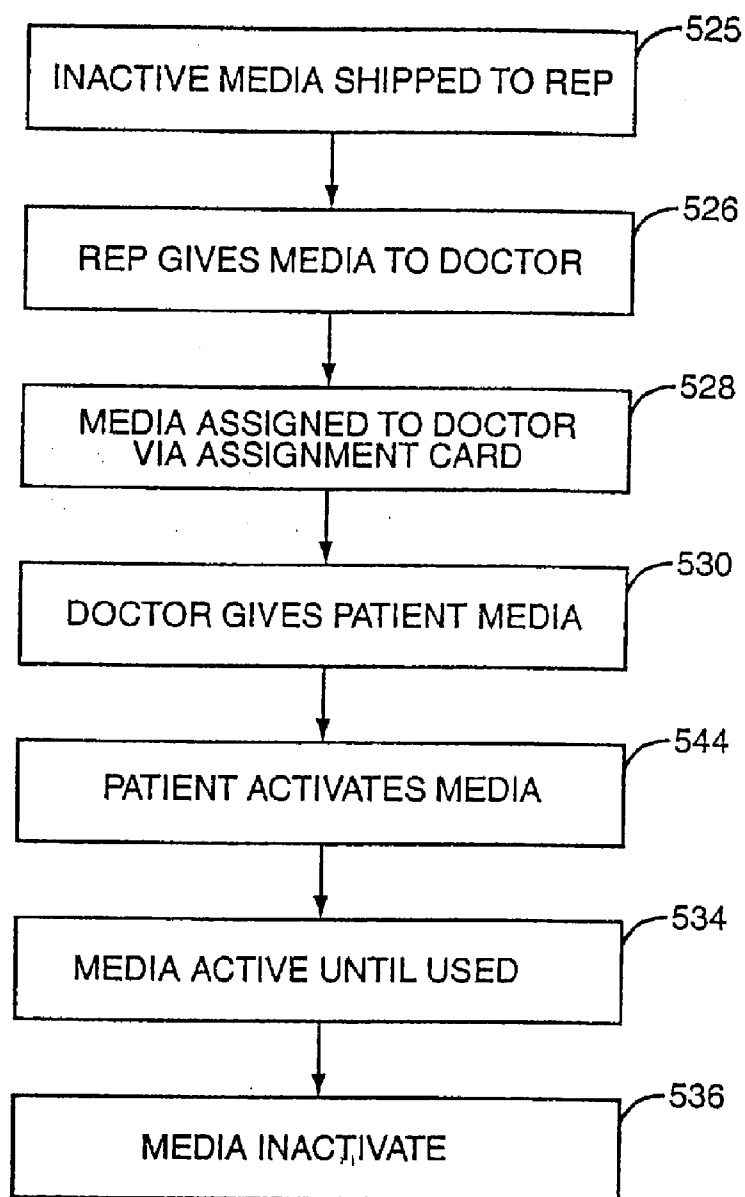 525
INACTIVE MEDIA SHIPPED TO REP
526
REP GIVES MEDIA TO DOCTOR
528
MEDIA ASSIGNED TO DOCTOR
VIA ASSIGNMENT CARD
530
DOCTOR GIVES PATIENT MEDIA
544
PATIENT ACTIVATES MEDIA
534
MEDIA ACTIVE UNTIL USED
536
MEDIA INACTIVATE